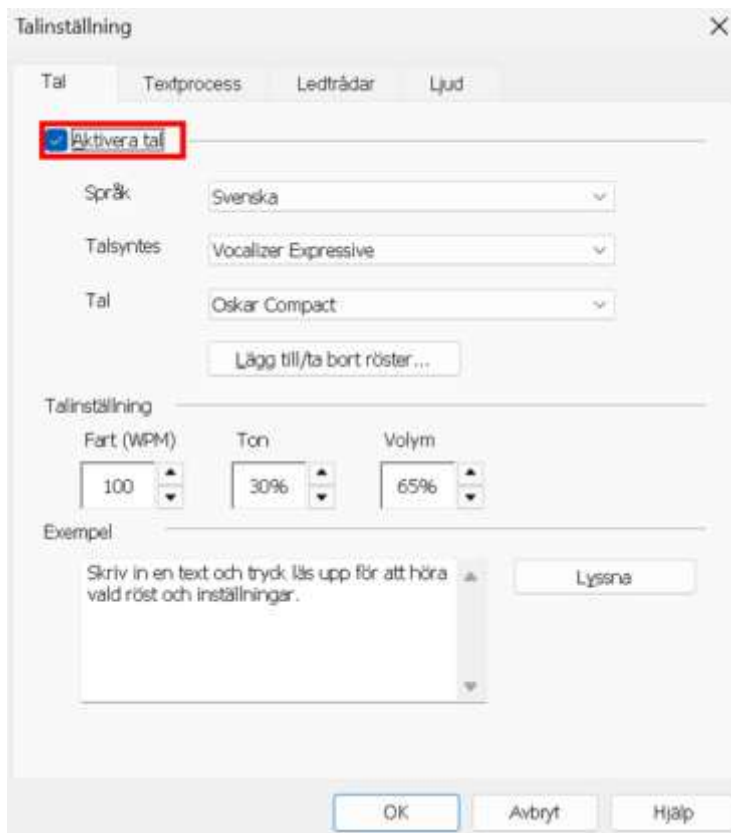 Talinställning
Tal Textprocess Ledtrådar Ljud
Aktivera tal
Språk Svenska
Talsyntes Vocalizer Expressive
Tal Oskar Compact
Lägg till/ta bort röster...
Talinställning
Fart (WPM) Ton Volym
100 30% 65%
Exempel
Skriv in en text och tryck läs upp för att höra
vald röst och inställningar.
Lyssna
OK Avbryt Hjälp